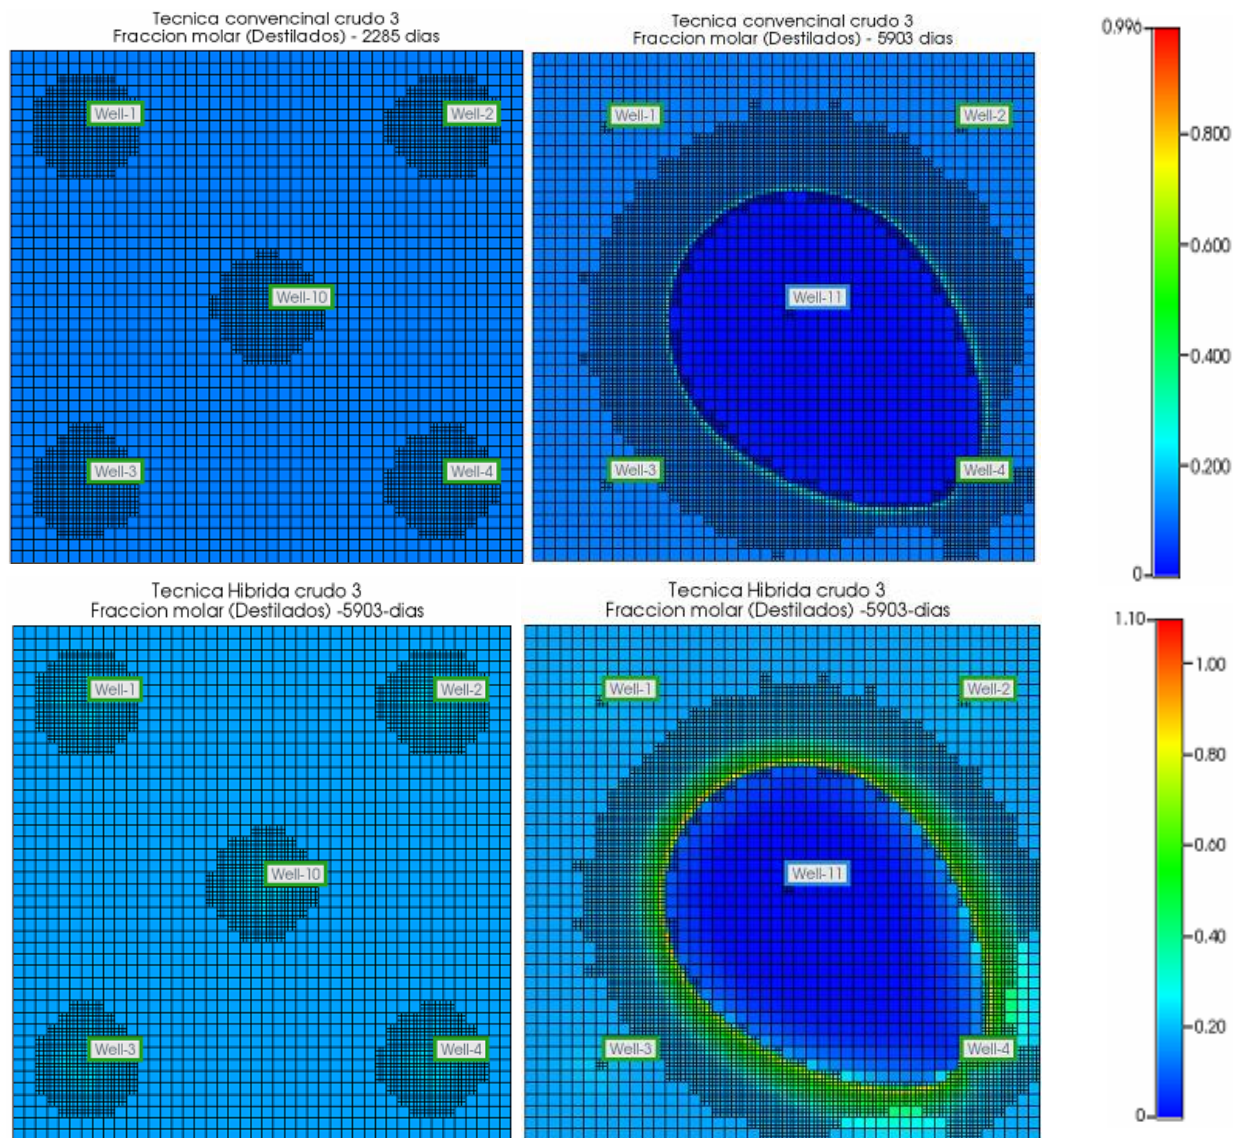 Tecnica convencinal crudo 3
Fraccion molar (Destilados) - 2285 dias
Tecnica convencinal crudo 3
Fraccion molar (Destilados) - 5903 dias
Well-1
Well-2
Well-10
Well-3
Well-4
Well-1
Well-2
Well-11
Well-3
Well-4
0.996
0.800
0.600
0.400
0.200
0
Tecnica Hibrida crudo 3
Fraccion molar (Destilados) -5903-dias
Tecnica Hibrida crudo 3
Fraccion molar (Destilados) -5903-dias
Well-1
Well-2
Well-10
Well-3
Well-4
Well-1
Well-2
Well-11
Well-3
Well-4
1.10
1.00
0.80
0.60
0.40
0.20
0